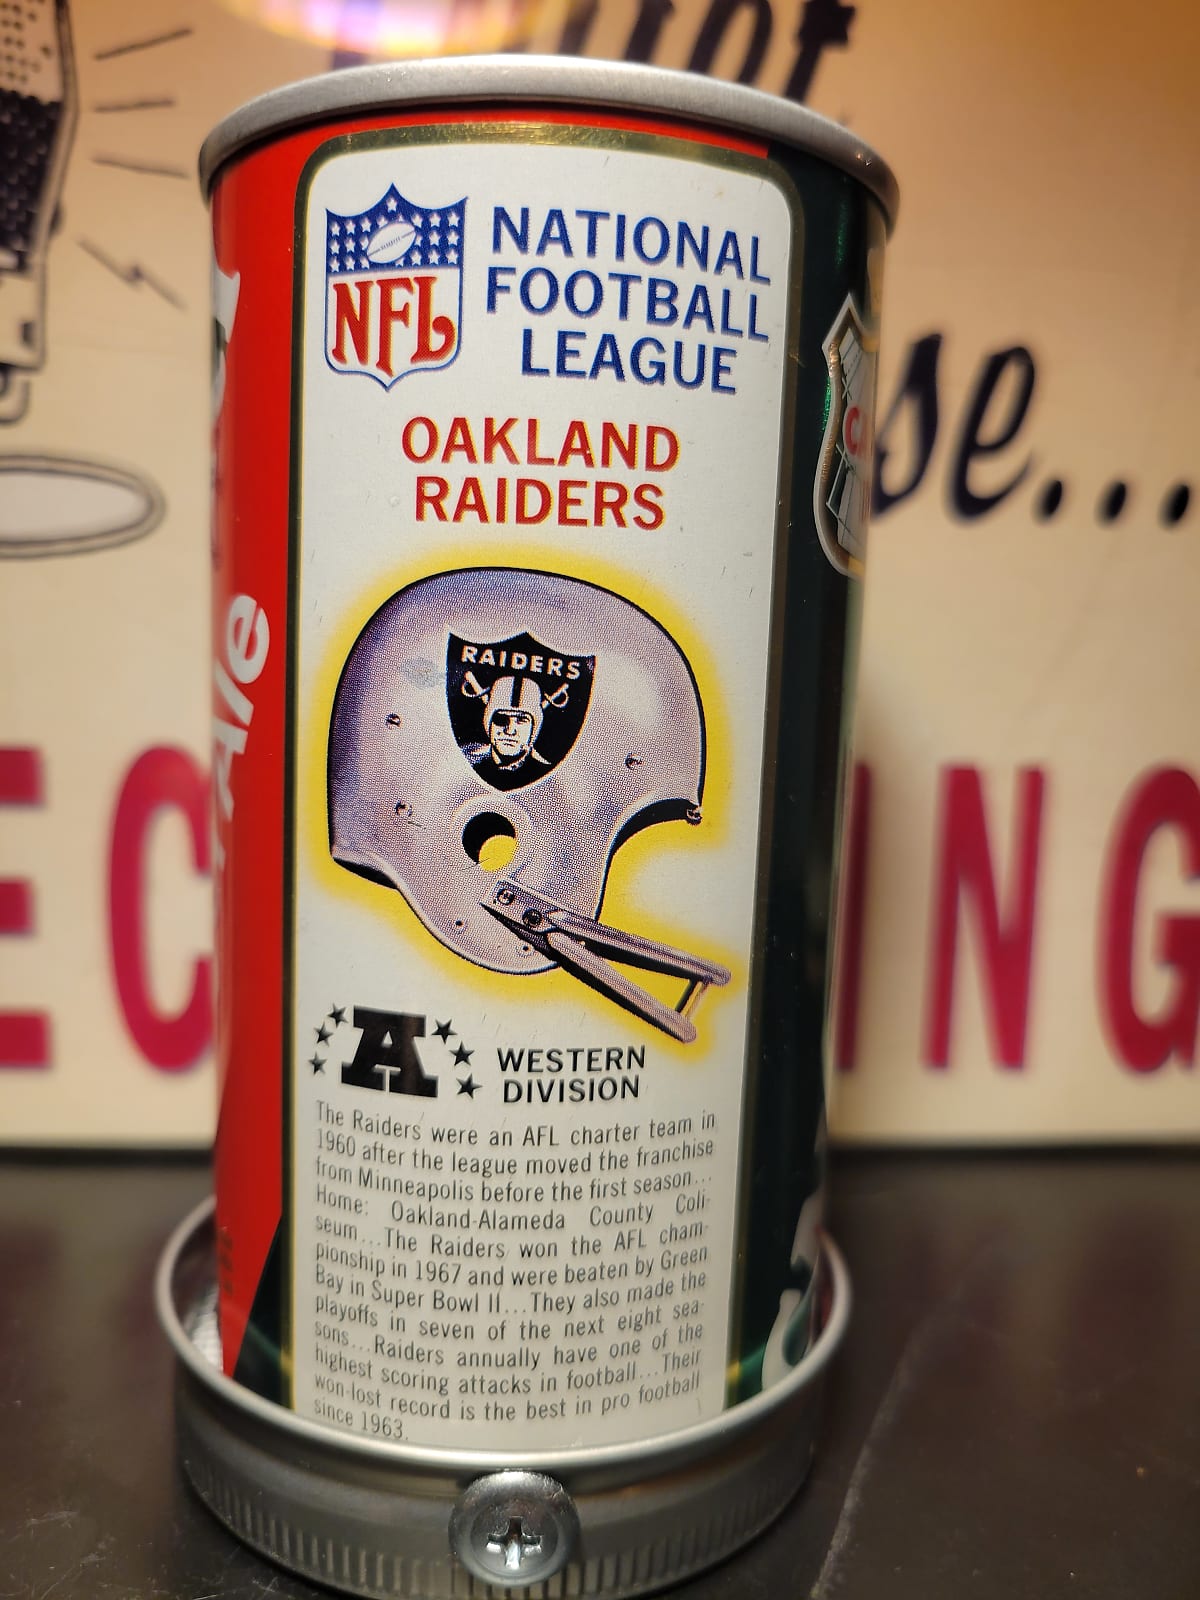 NFL
NATIONAL
FOOTBALL
LEAGUE
OAKLAND
RAIDERS
RAIDERS
A
WESTERN
DIVISION
The Raiders were an AFL charter team in
1960 after the league moved the franchise
from Minneapolis before the first season...
Home: Oakland-Alameda County Coli-
seum...The Raiders won the AFL cham-
pionship in 1967 and were beaten by Green
Bay in Super Bowl II...They also made the
playoffs in seven of the next eight sea-
sons...Raiders annually have one of the
highest scoring attacks in football...Their
won-lost record is the best in pro football
since 1963.
Ale
se...
EC
ING